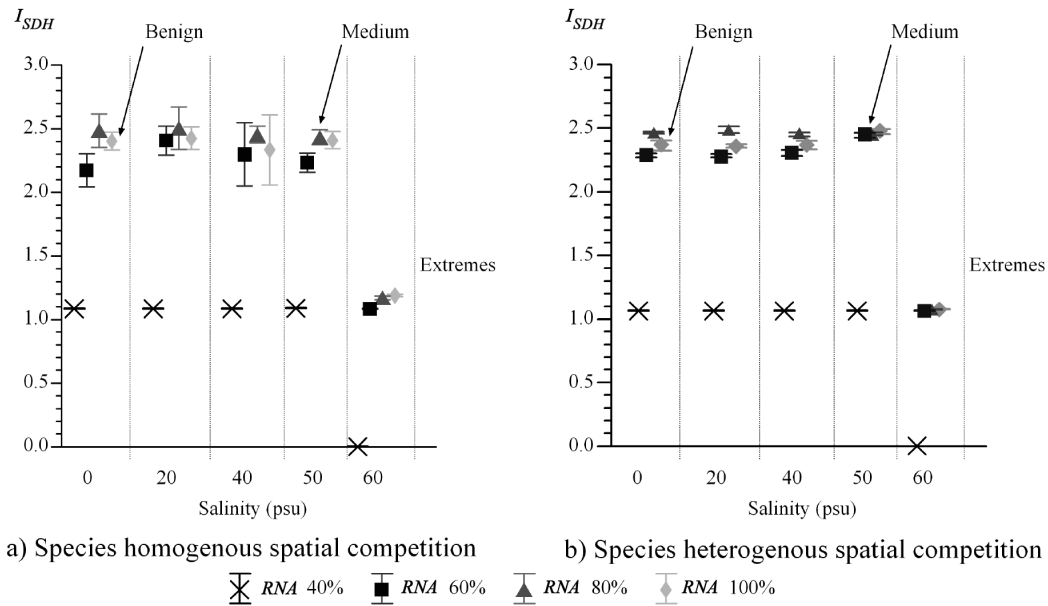 I_SDH
Benign
Medium
3.0
2.5
2.0
1.5
1.0
0.5
0.0
Extremes
0 20 40 50 60
Salinity (psu)
a) Species homogenous spatial competition
I_SDH
Benign
Medium
3.0
2.5
2.0
1.5
1.0
0.5
0.0
Extremes
0 20 40 50 60
Salinity (psu)
b) Species heterogenous spatial competition
RNA 40% RNA 60% RNA 80% RNA 100%